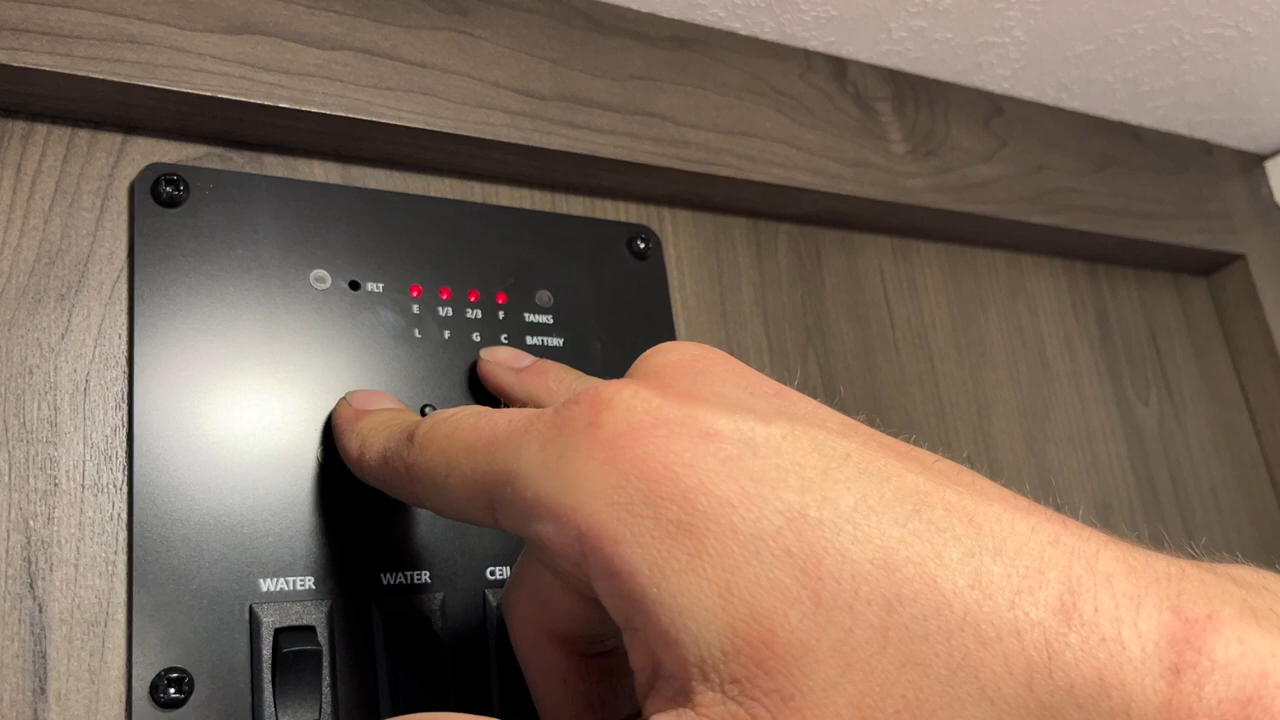 FLT
E 1/3 2/3 F TANKS
L F G C BATTERY
WATER WATER